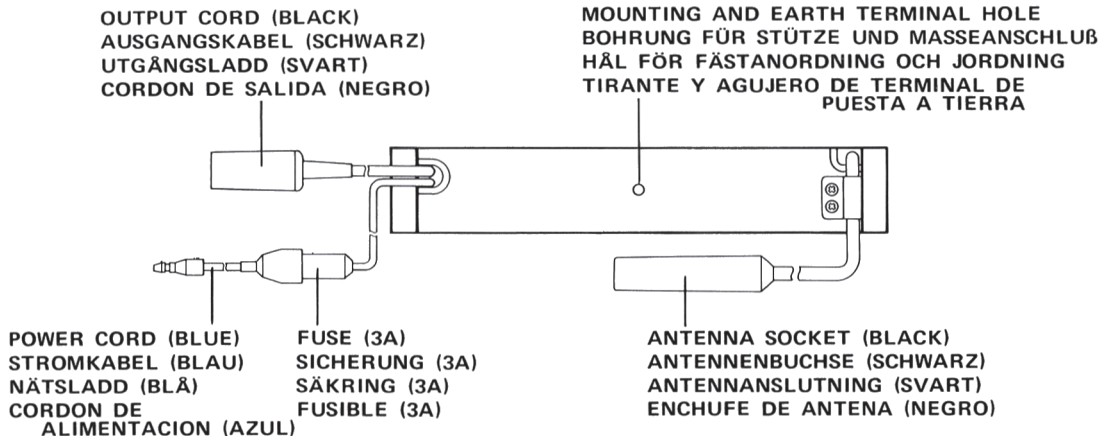 OUTPUT CORD (BLACK)
AUSGANGSKABEL (SCHWARZ)
UTGÅNGSLADD (SVART)
CORDON DE SALIDA (NEGRO)
MOUNTING AND EARTH TERMINAL HOLE
BOHRUNG FÜR STÜTZE UND MASSEANSCHLUß
HÅL FÖR FÄSTANORDNING OCH JORDNING
TIRANTE Y AGUJERO DE TERMINAL DE
PUESTA A TIERRA
POWER CORD (BLUE)
STROMKABEL (BLAU)
NÄTSLADD (BLÅ)
CORDON DE
ALIMENTACION (AZUL)
FUSE (3A)
SICHERUNG (3A)
SÄKRING (3A)
FUSIBLE (3A)
ANTENNA SOCKET (BLACK)
ANTENNENBUCHSE (SCHWARZ)
ANTENNANSLUTNING (SVART)
ENCHUFE DE ANTENA (NEGRO)